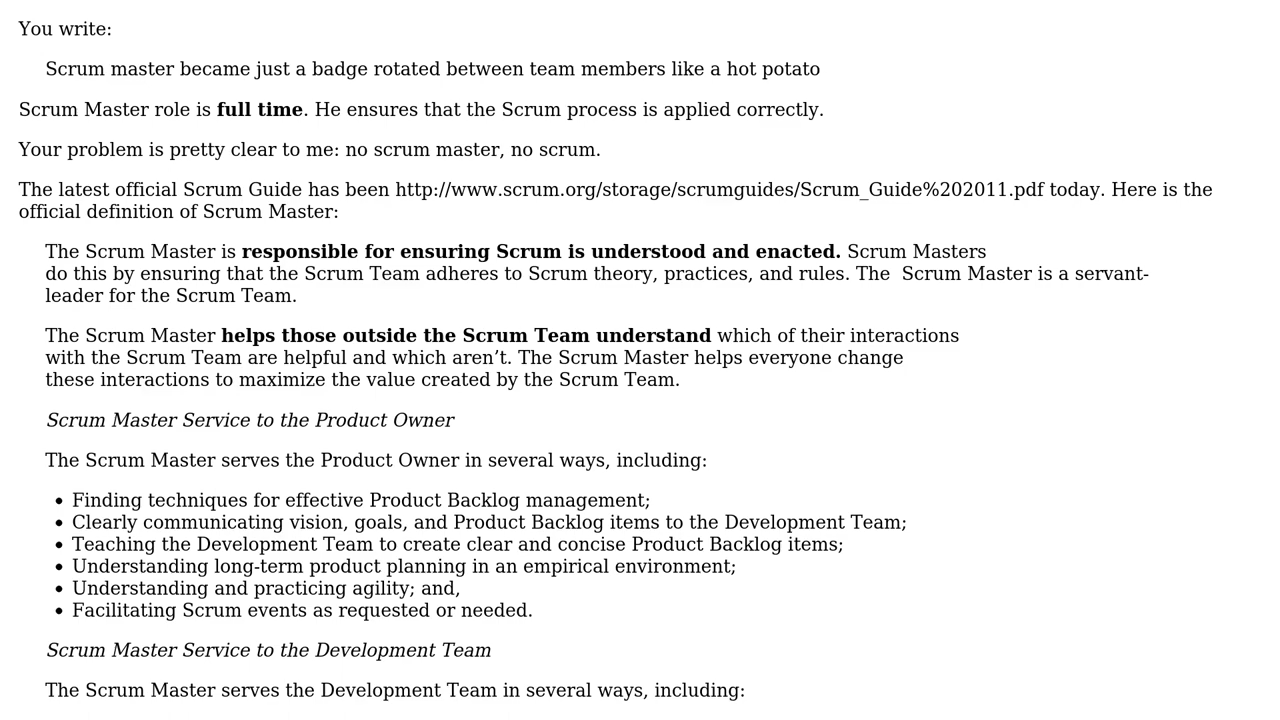 You write:
Scrum master became just a badge rotated between team members like a hot potato
Scrum Master role is full time. He ensures that the Scrum process is applied correctly.
Your problem is pretty clear to me: no scrum master, no scrum.
The latest official Scrum Guide has been http://www.scrum.org/storage/scrumguides/Scrum_Guide%202011.pdf today. Here is the
official definition of Scrum Master:
The Scrum Master is responsible for ensuring Scrum is understood and enacted. Scrum Masters
do this by ensuring that the Scrum Team adheres to Scrum theory, practices, and rules. The  Scrum Master is a servant-
leader for the Scrum Team.
The Scrum Master helps those outside the Scrum Team understand which of their interactions
with the Scrum Team are helpful and which aren’t. The Scrum Master helps everyone change
these interactions to maximize the value created by the Scrum Team.
Scrum Master Service to the Product Owner
The Scrum Master serves the Product Owner in several ways, including:
• Finding techniques for effective Product Backlog management;
• Clearly communicating vision, goals, and Product Backlog items to the Development Team;
• Teaching the Development Team to create clear and concise Product Backlog items;
• Understanding long-term product planning in an empirical environment;
• Understanding and practicing agility; and,
• Facilitating Scrum events as requested or needed.
Scrum Master Service to the Development Team
The Scrum Master serves the Development Team in several ways, including: